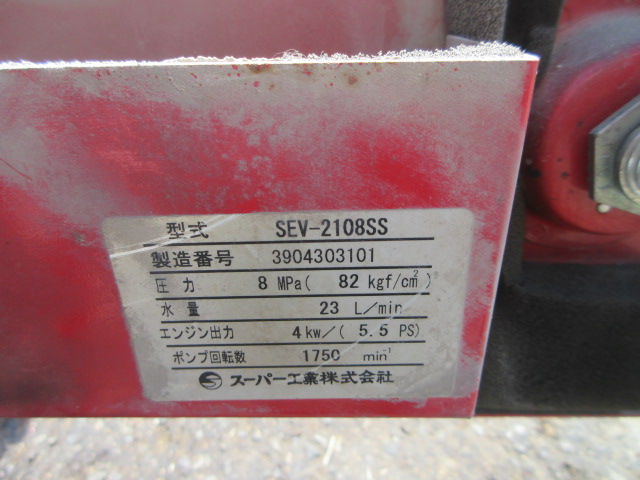 型式 SEV-2108SS
製造番号 3904303101
圧力 8 MPa( 82 kgf/cm²)
水量 23 L/min
エンジン出力 4 kw/( 5.5 PS)
ポンプ回転数 1750 min⁻¹
スーパー工業株式会社